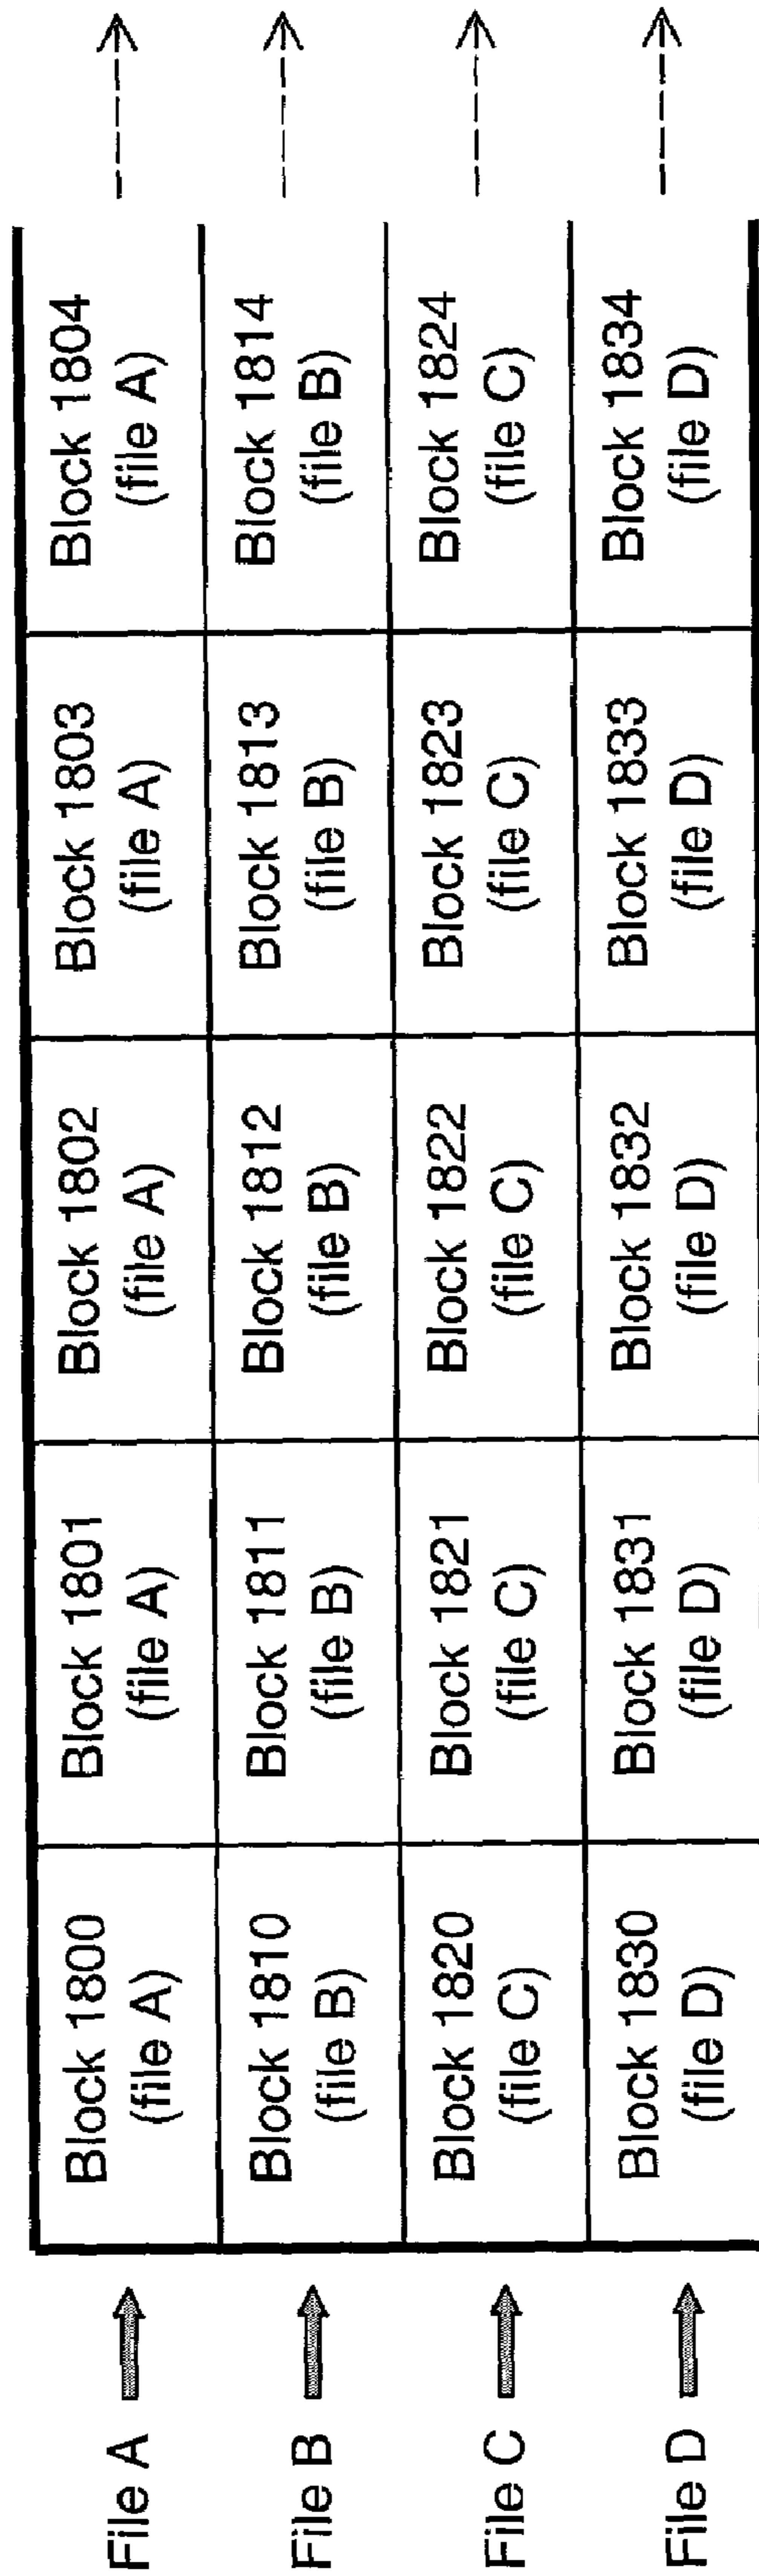 File A
Block 1800
(file A)
Block 1801
(file A)
Block 1802
(file A)
Block 1803
(file A)
Block 1804
(file A)
File B
Block 1810
(file B)
Block 1811
(file B)
Block 1812
(file B)
Block 1813
(file B)
Block 1814
(file B)
File C
Block 1820
(file C)
Block 1821
(file C)
Block 1822
(file C)
Block 1823
(file C)
Block 1824
(file C)
File D
Block 1830
(file D)
Block 1831
(file D)
Block 1832
(file D)
Block 1833
(file D)
Block 1834
(file D)